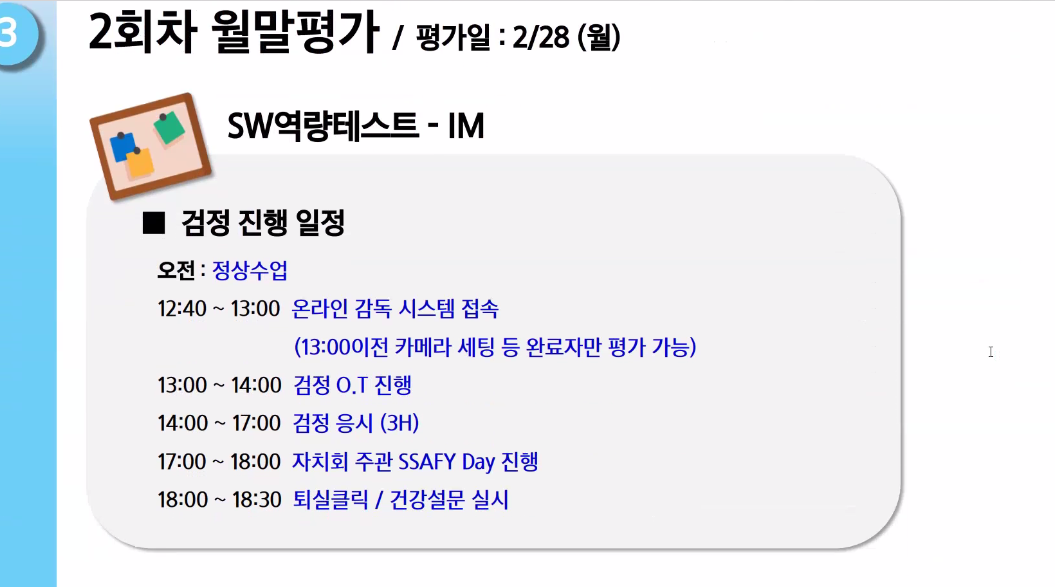 3
2회차 월말평가 / 평가일 : 2/28 (월)
SW역량테스트 - IM
■ 검정 진행 일정
오전 : 정상수업
12:40 ~ 13:00 온라인 감독 시스템 접속
(13:00이전 카메라 세팅 등 완료자만 평가 가능)
13:00 ~ 14:00 검정 O.T 진행
14:00 ~ 17:00 검정 응시 (3H)
17:00 ~ 18:00 자치회 주관 SSAFY Day 진행
18:00 ~ 18:30 퇴실클릭 / 건강설문 실시